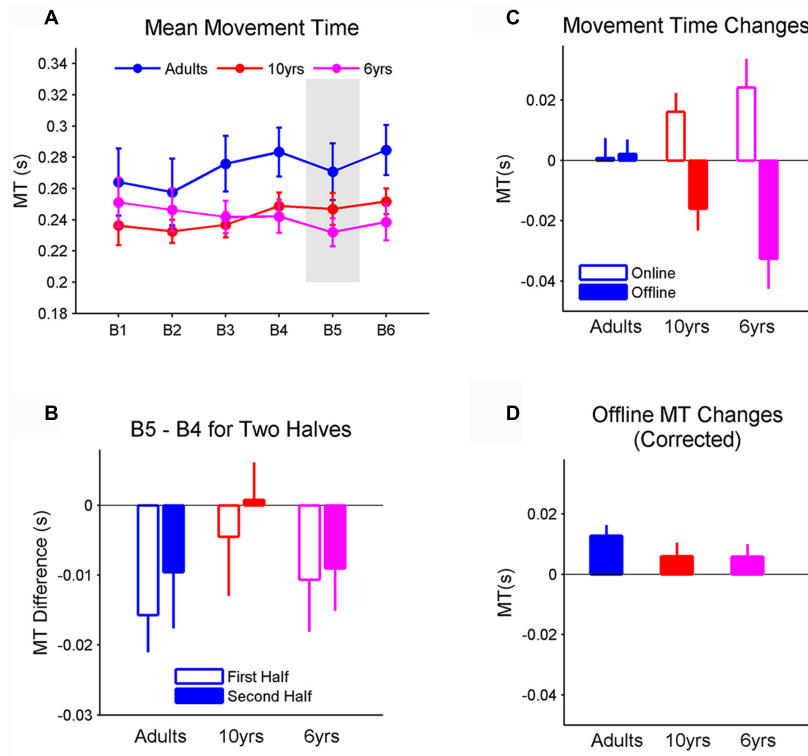 A
Mean Movement Time
Adults 10yrs 6yrs
MT (s)
0.34
0.3
0.26
0.24
0.22
0.2
0.18
B1 B2 B3 B4 B5 B6
C
Movement Time Changes
MT(s)
0.02
0
-0.02
-0.04
Online
Offline
Adults 10yrs 6yrs
B
B5 - B4 for Two Halves
MT Difference (s)
0
-0.01
-0.02
-0.03
First Half
Second Half
Adults 10yrs 6yrs
D
Offline MT Changes
(Corrected)
MT(s)
0.02
0
-0.02
-0.04
Adults 10yrs 6yrs